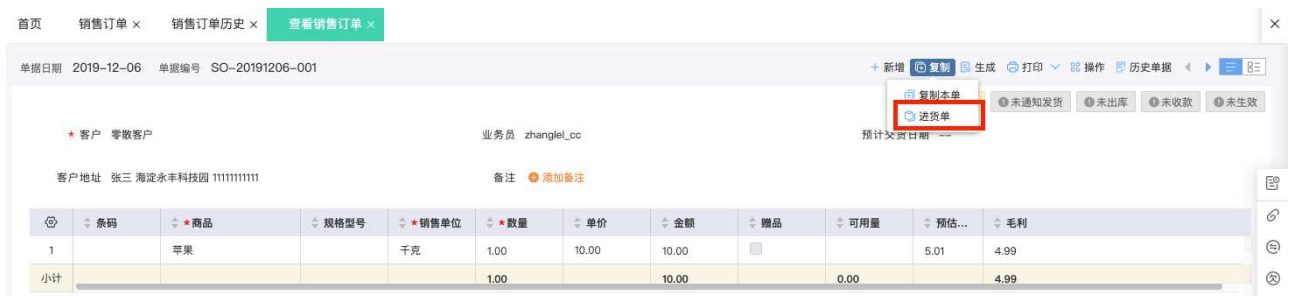 首页 销售订单 × 销售订单历史 × 查看销售订单 ×
单据日期 2019-12-06 单据编号 SO-20191206-001 + 新增 复制 生成 打印 操作 历史单据
复制本单 未通知发货 未出库 未收款 未生效
进货单
* 客户 零散客户 业务员 zhanglel_cc 预计交货日期 --
客户地址 张三 海淀永丰科技园 11111111111 备注 添加备注
条码 *商品 规格型号 *销售单位 *数量 单价 金额 赠品 可用量 预估... 毛利
1 苹果 千克 1.00 10.00 10.00 5.01 4.99
小计 1.00 10.00 0.00 4.99